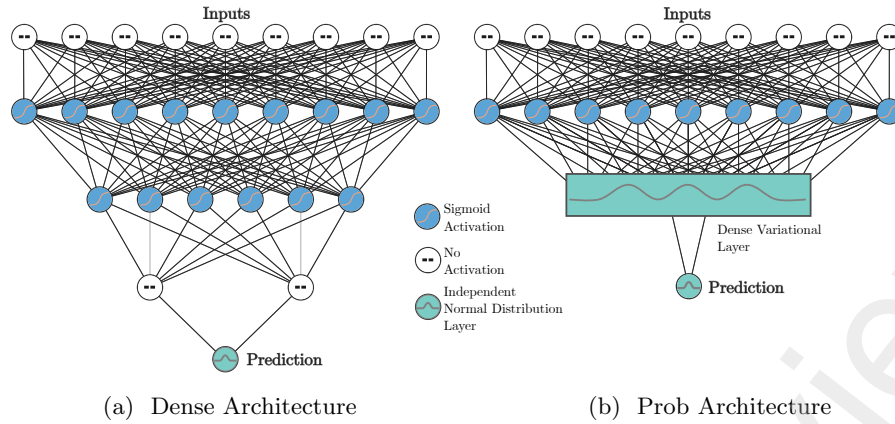 Inputs
Inputs
Sigmoid
Activation
No
Activation
Independent
Normal Distribution
Layer
Dense Variational
Layer
Prediction
Prediction
(a) Dense Architecture
(b) Prob Architecture